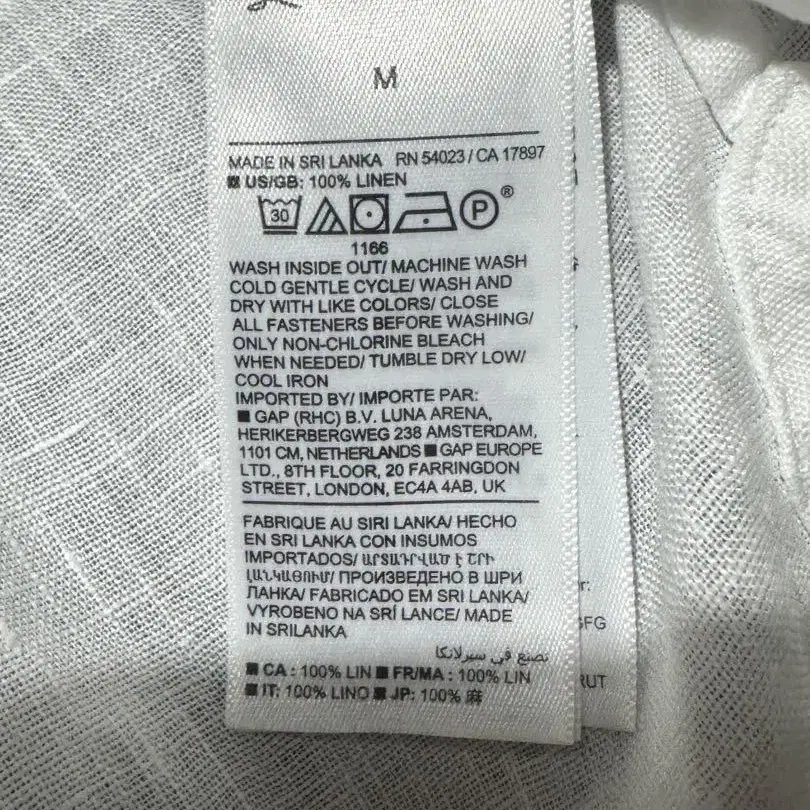 M
MADE IN SRI LANKA RN 54023 / CA 17897
■ US/GB: 100% LINEN
30 P ®
1166
WASH INSIDE OUT/ MACHINE WASH
COLD GENTLE CYCLE/ WASH AND
DRY WITH LIKE COLORS/ CLOSE
ALL FASTENERS BEFORE WASHING/
ONLY NON-CHLORINE BLEACH
WHEN NEEDED/ TUMBLE DRY LOW/
COOL IRON
IMPORTED BY/ IMPORTE PAR:
■ GAP (RHC) B.V. LUNA ARENA,
HERIKERBERGWEG 238 AMSTERDAM,
1101 CM, NETHERLANDS ■ GAP EUROPE
LTD., 8TH FLOOR, 20 FARRINGDON
STREET, LONDON, EC4A 4AB, UK
FABRIQUE AU SIRI LANKA/ HECHO
EN SRI LANKA CON INSUMOS
IMPORTADOS/ ԱՐՏԱԴՐՎԱԾ Է ՇՐԻ
ԼԱՆԿԱՅՈՒՄ/ ПРОИЗВЕДЕНО В ШРИ
ЛАНКА/ FABRICADO EM SRI LANKA/
VYROBENO NA SRÍ LANCE/ MADE
IN SRILANKA
تصنع في سيرلانكا
■ CA : 100% LIN ■ FR/MA : 100% LIN
■ IT: 100% LINO ■ JP: 100% 麻